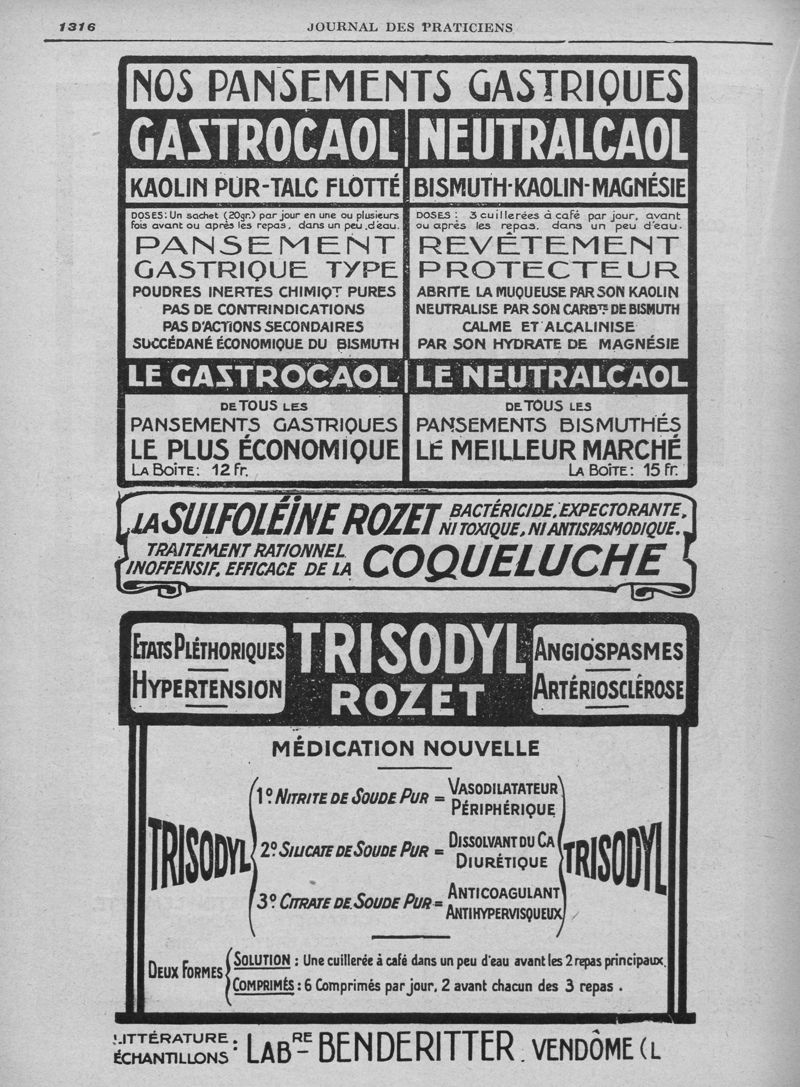 1316
JOURNAL DES PRATICIENS
NOS PANSEMENTS GASTRIQUES
GASTROCAOL
KAOLIN PUR-TALC FLOTTÉ
DOSES: Un sachet (20gr.) par jour en une ou plusieurs
fois avant ou après les repas, dans un peu d'eau.
PANSEMENT
GASTRIQUE TYPE
POUDRES INERTES CHIMIQT PURES
PAS DE CONTRINDICATIONS
PAS D'ACTIONS SECONDAIRES
SUCCÉDANÉ ÉCONOMIQUE DU BISMUTH
LE GASTROCAOL
DE TOUS LES
PANSEMENTS GASTRIQUES
LE PLUS ÉCONOMIQUE
LA BOÎTE: 12 fr.
NEUTRALCAOL
BISMUTH-KAOLIN-MAGNÉSIE
DOSES: 3 cuillerées à café par jour, avant
ou après les repas, dans un peu d'eau.
REVÊTEMENT
PROTECTEUR
ABRITE LA MUQUEUSE PAR SON KAOLIN
NEUTRALISE PAR SON CARBTE DE BISMUTH
CALME ET ALCALINISE
PAR SON HYDRATE DE MAGNÉSIE
LE NEUTRALCAOL
DE TOUS LES
PANSEMENTS BISMUTHÉS
LE MEILLEUR MARCHÉ
LA BOÎTE: 15 fr.
LA SULFOLÉÏNE ROZET BACTÉRICIDE, EXPECTORANTE,
NI TOXIQUE, NI ANTISPASMODIQUE.
TRAITEMENT RATIONNEL
INOFFENSIF, EFFICACE DE LA COQUELUCHE
ETATS PLÉTHORIQUES
HYPERTENSION
TRISODYL
ROZET
ANGIOSPASMES
ARTÉRIOSCLÉROSE
MÉDICATION NOUVELLE
TRISODYL
1º NITRITE DE SOUDE PUR = VASODILATATEUR
PÉRIPHÉRIQUE
2º SILICATE DE SOUDE PUR = DISSOLVANT DU CA
DIURÉTIQUE
3º CITRATE DE SOUDE PUR = ANTICOAGULANT
ANTIHYPERVISQUEUX
TRISODYL
DEUX FORMES
SOLUTION : Une cuillerée à café dans un peu d'eau avant les 2 repas principaux.
COMPRIMÉS : 6 Comprimés par jour, 2 avant chacun des 3 repas.
LITTÉRATURE :
ÉCHANTILLONS : LABRE BENDERITTER. VENDÔME (L